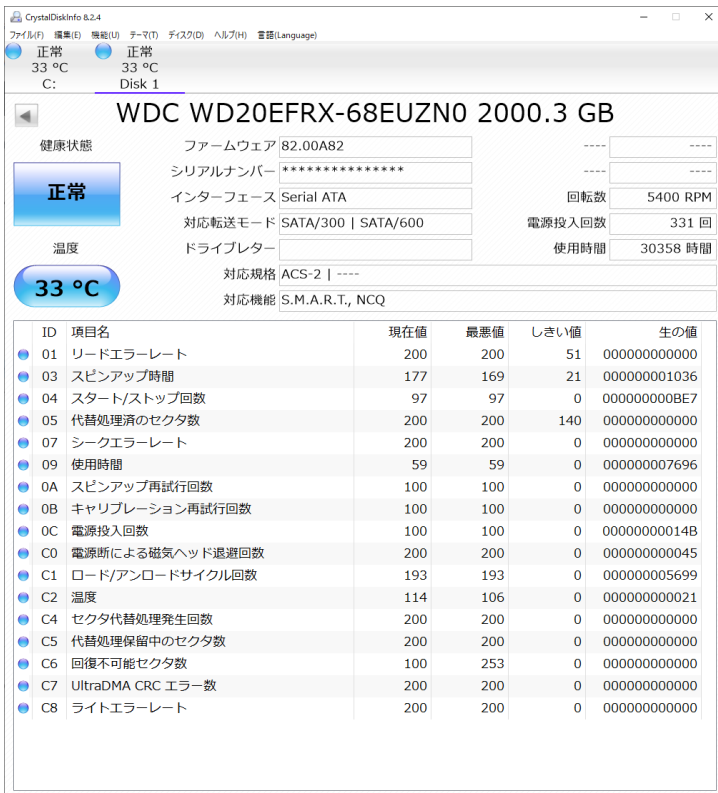 CrystalDiskInfo 8.2.4
ファイル(F) 編集(E) 機能(U) テーマ(T) ディスク(D) ヘルプ(H) 言語(Language)
正常 正常
33 °C 33 °C
C: Disk 1
WDC WD20EFRX-68EUZN0 2000.3 GB
健康状態 ファームウェア 82.00A82 ---- ----
シリアルナンバー *************** ---- ----
正常 インターフェース Serial ATA 回転数 5400 RPM
対応転送モード SATA/300 | SATA/600 電源投入回数 331 回
温度 ドライブレター 使用時間 30358 時間
33 °C 対応規格 ACS-2 | ----
対応機能 S.M.A.R.T., NCQ
ID 項目名 現在値 最悪値 しきい値 生の値
01 リードエラーレート 200 200 51 000000000000
03 スピンアップ時間 177 169 21 000000001036
04 スタート/ストップ回数 97 97 0 000000000BE7
05 代替処理済のセクタ数 200 200 140 000000000000
07 シークエラーレート 200 200 0 000000000000
09 使用時間 59 59 0 000000007696
0A スピンアップ再試行回数 100 100 0 000000000000
0B キャリブレーション再試行回数 100 100 0 000000000000
0C 電源投入回数 100 100 0 00000000014B
C0 電源断による磁気ヘッド退避回数 200 200 0 000000000045
C1 ロード/アンロードサイクル回数 193 193 0 000000005699
C2 温度 114 106 0 000000000021
C4 セクタ代替処理発生回数 200 200 0 000000000000
C5 代替処理保留中のセクタ数 200 200 0 000000000000
C6 回復不可能セクタ数 100 253 0 000000000000
C7 UltraDMA CRC エラー数 200 200 0 000000000000
C8 ライトエラーレート 200 200 0 000000000000